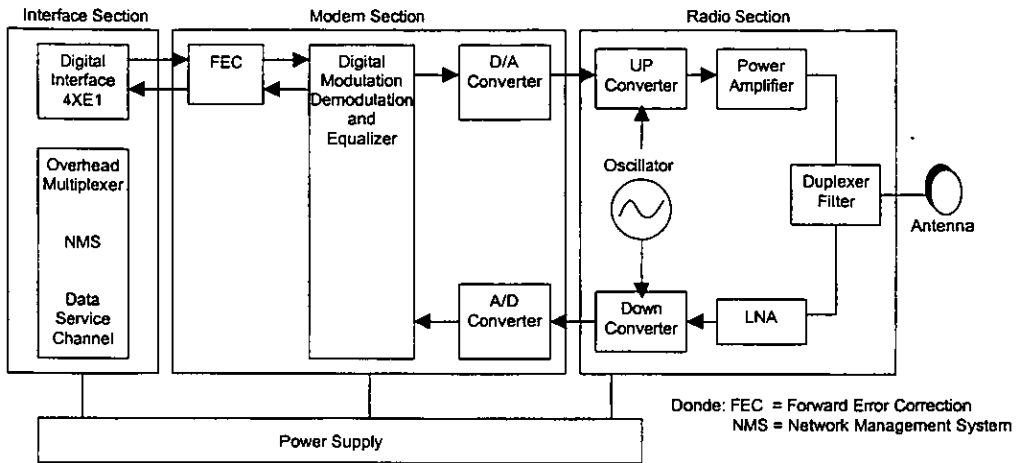 Interface Section
Modem Section
Radio Section
Digital
Interface
4XE1
FEC
Digital
Modulation
Demodulation
and
Equalizer
D/A
Converter
UP
Converter
Power
Amplifier
Overhead
Multiplexer
NMS
Data
Service
Channel
Oscillator
Duplexer
Filter
Antenna
A/D
Converter
Down
Converter
LNA
Power Supply
Donde: FEC = Forward Error Correction
NMS = Network Management System